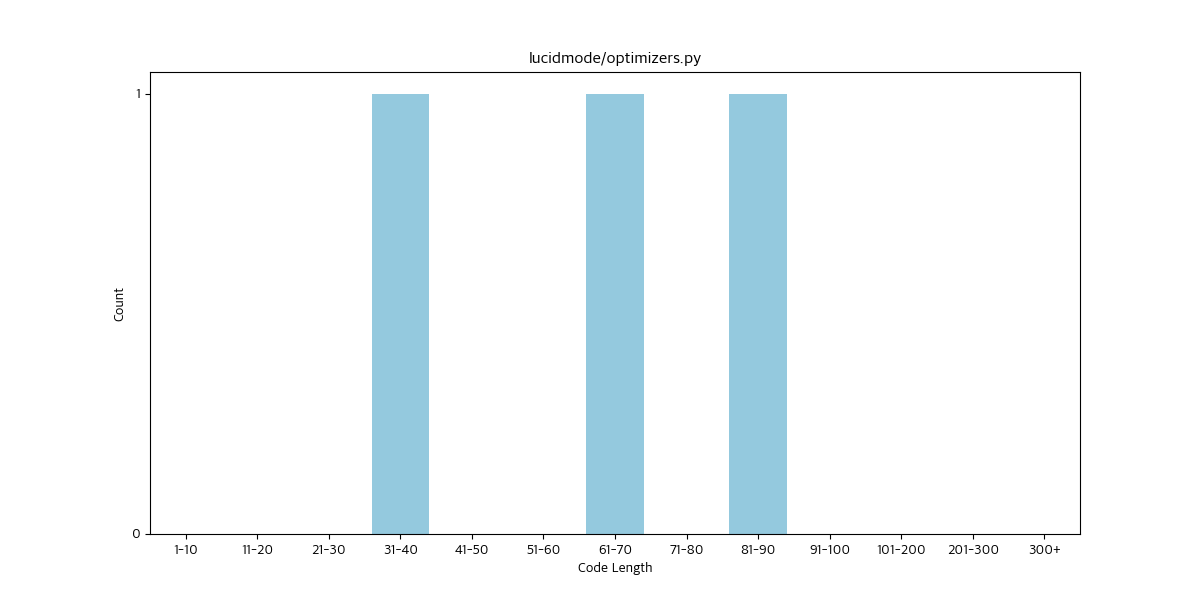 lucidmode/optimizers.py
1
Count
0
1-10 11-20 21-30 31-40 41-50 51-60 61-70 71-80 81-90 91-100 101-200 201-300 300+
Code Length